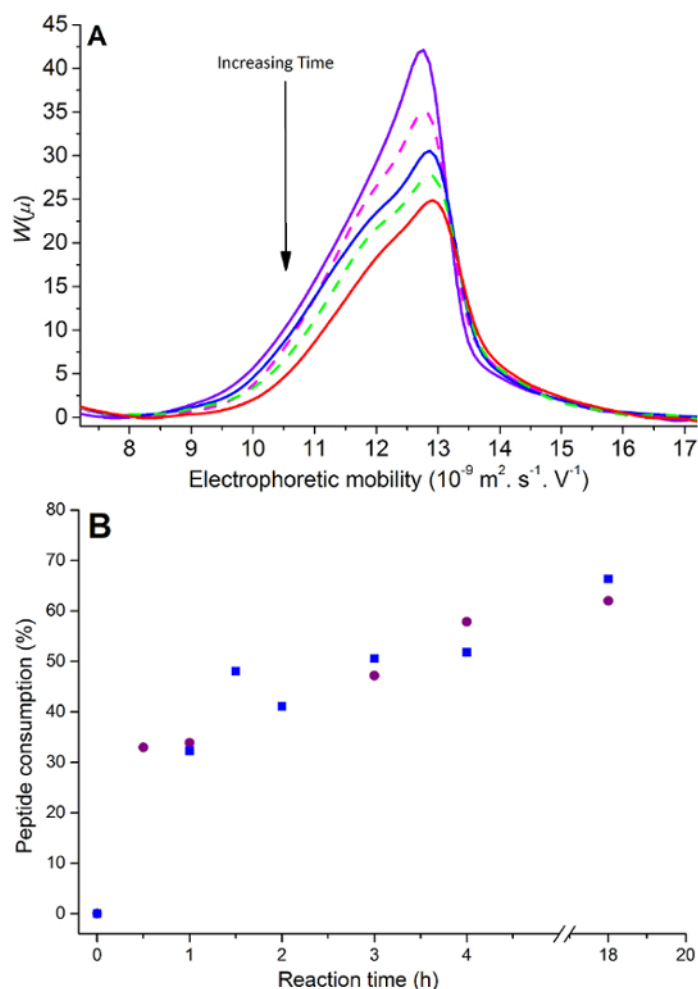 A
45
40
35
30
25
20
15
10
5
0
W(μ)
Increasing Time
8 9 10 11 12 13 14 15 16 17
Electrophoretic mobility (10⁻⁹ m². s⁻¹. V⁻¹)
B
80
70
60
50
40
30
20
10
0
Peptide consumption (%)
0 1 2 3 4 18 20
Reaction time (h)